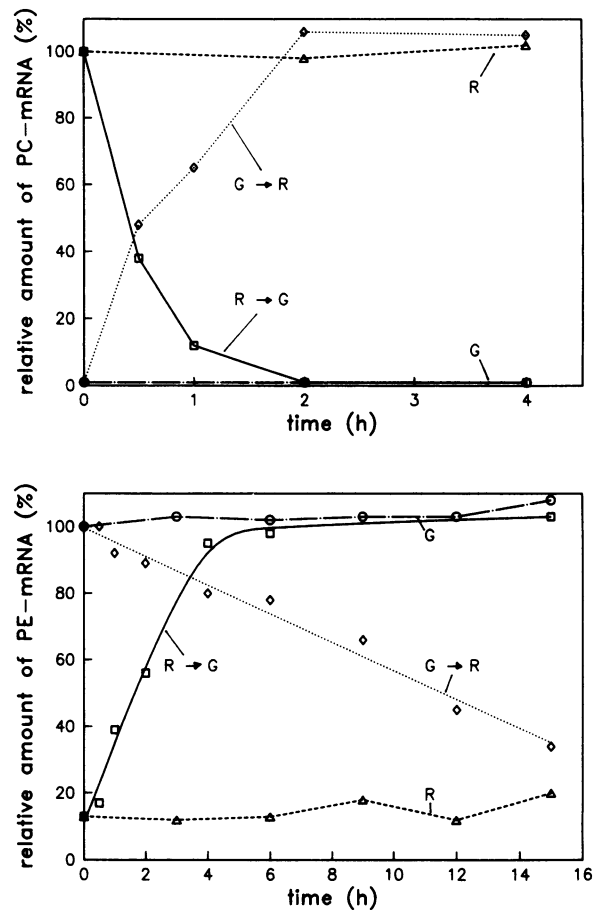 relative amount of PC-mRNA (%)
100
80
60
40
20
0
R
G → R
R → G
G
0 1 2 3 4
time (h)
relative amount of PE-mRNA (%)
100
80
60
40
20
0
G
R → G
G → R
R
0 2 4 6 8 10 12 14 16
time (h)